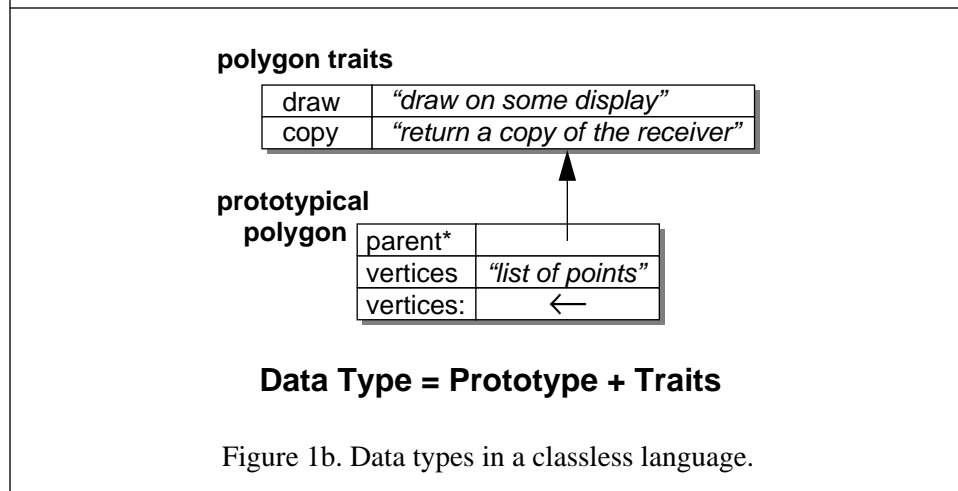 polygon traits
draw “draw on some display”
copy “return a copy of the receiver”
prototypical
polygon
parent*
vertices “list of points”
vertices: ←
Data Type = Prototype + Traits
Figure 1b. Data types in a classless language.